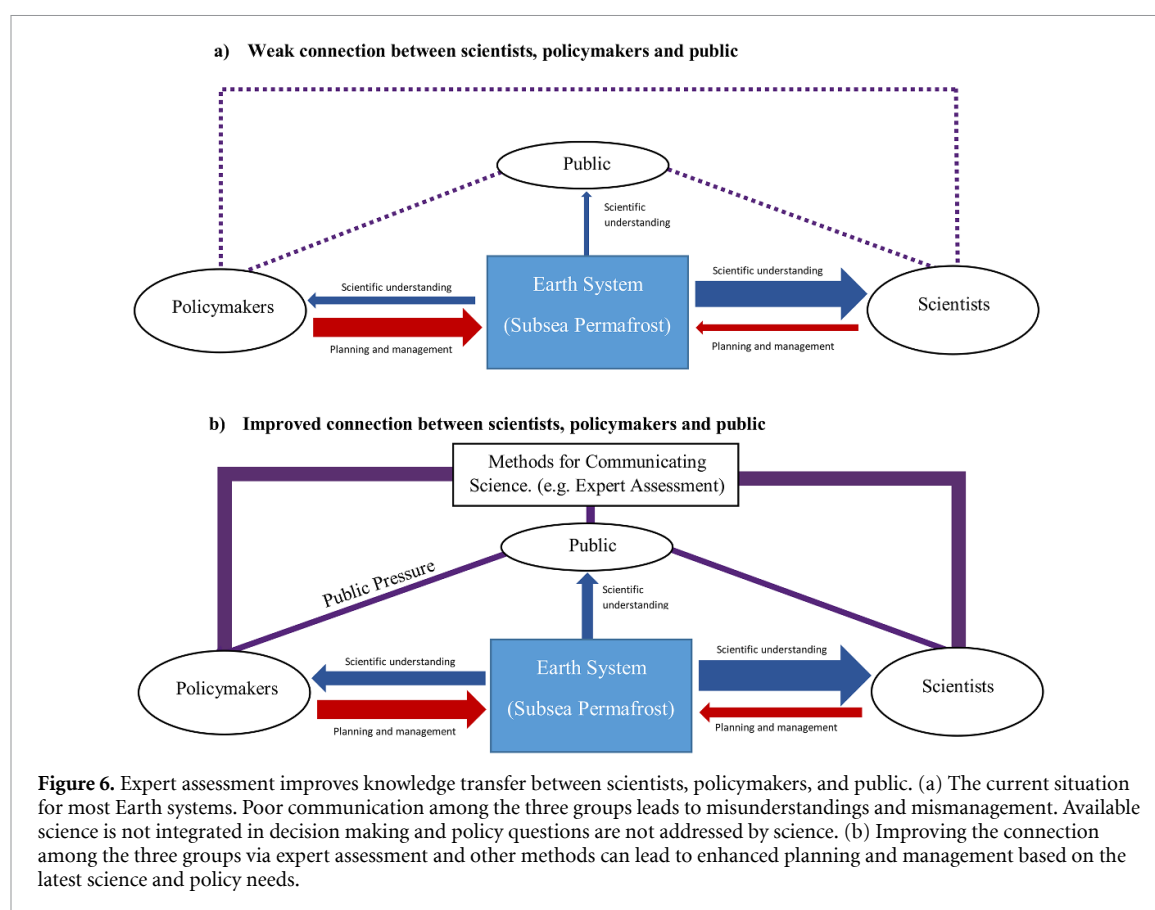 a) Weak connection between scientists, policymakers and public
Public
Scientific
understanding
Policymakers
Scientific understanding
Planning and management
Earth System
(Subsea Permafrost)
Scientific understanding
Planning and management
Scientists
b) Improved connection between scientists, policymakers and public
Methods for Communicating
Science. (e.g. Expert Assessment)
Public
Public Pressure
Scientific
understanding
Policymakers
Scientific understanding
Planning and management
Earth System
(Subsea Permafrost)
Scientific understanding
Planning and management
Scientists
Figure 6. Expert assessment improves knowledge transfer between scientists, policymakers, and public. (a) The current situation
for most Earth systems. Poor communication among the three groups leads to misunderstandings and mismanagement. Available
science is not integrated in decision making and policy questions are not addressed by science. (b) Improving the connection
among the three groups via expert assessment and other methods can lead to enhanced planning and management based on the
latest science and policy needs.